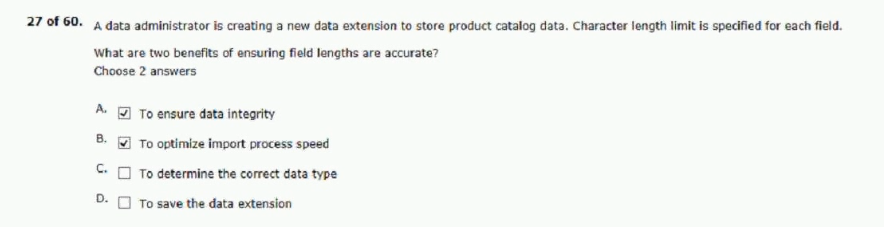 27 of 60. A data administrator is creating a new data extension to store product catalog data. Character length limit is specified for each field.
What are two benefits of ensuring field lengths are accurate?
Choose 2 answers
A. To ensure data integrity
B. To optimize import process speed
C. To determine the correct data type
D. To save the data extension